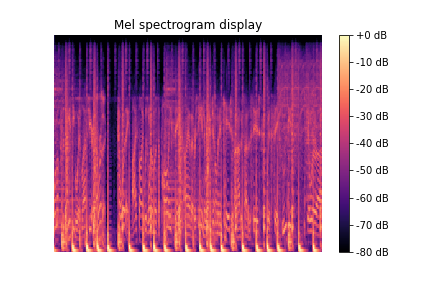 Mel spectrogram display
+0 dB
-10 dB
-20 dB
-30 dB
-40 dB
-50 dB
-60 dB
-70 dB
-80 dB